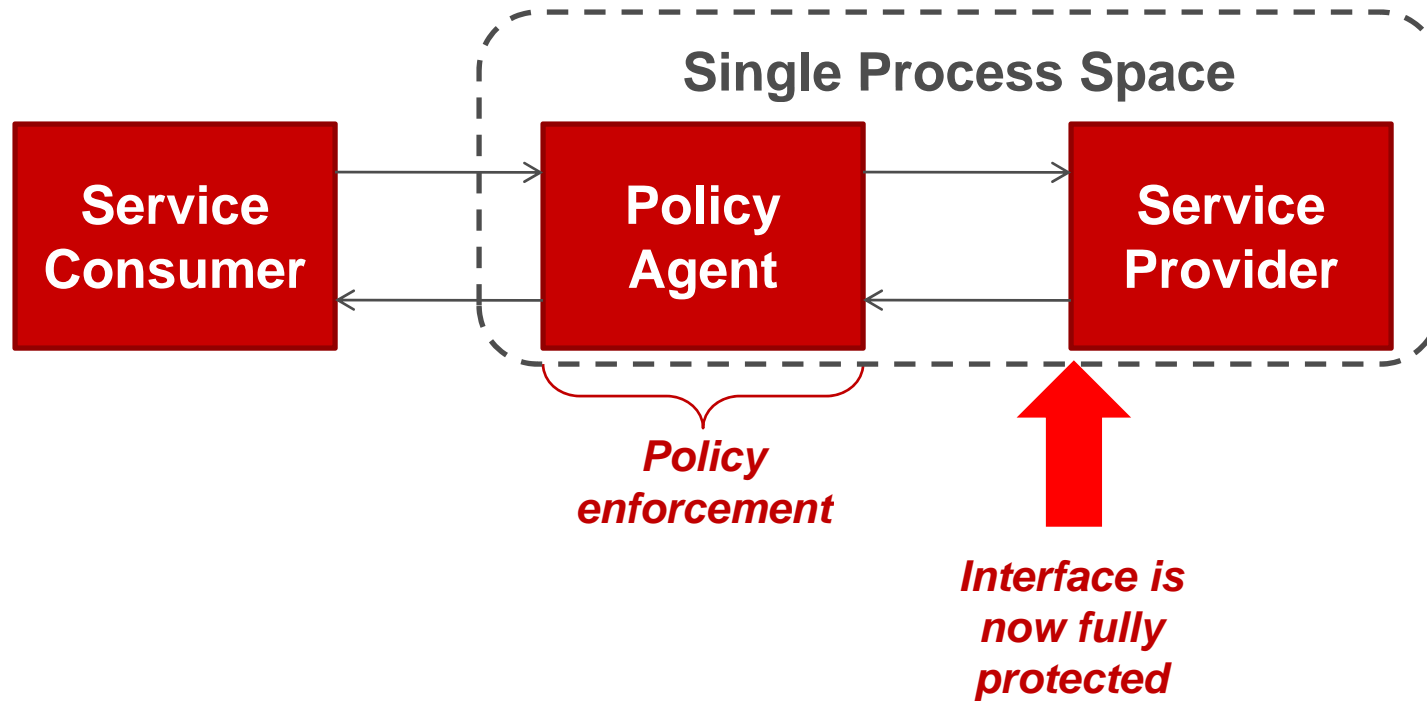 Single Process Space
Service
Consumer
Policy
Agent
Service
Provider
Policy
enforcement
Interface is
now fully
protected